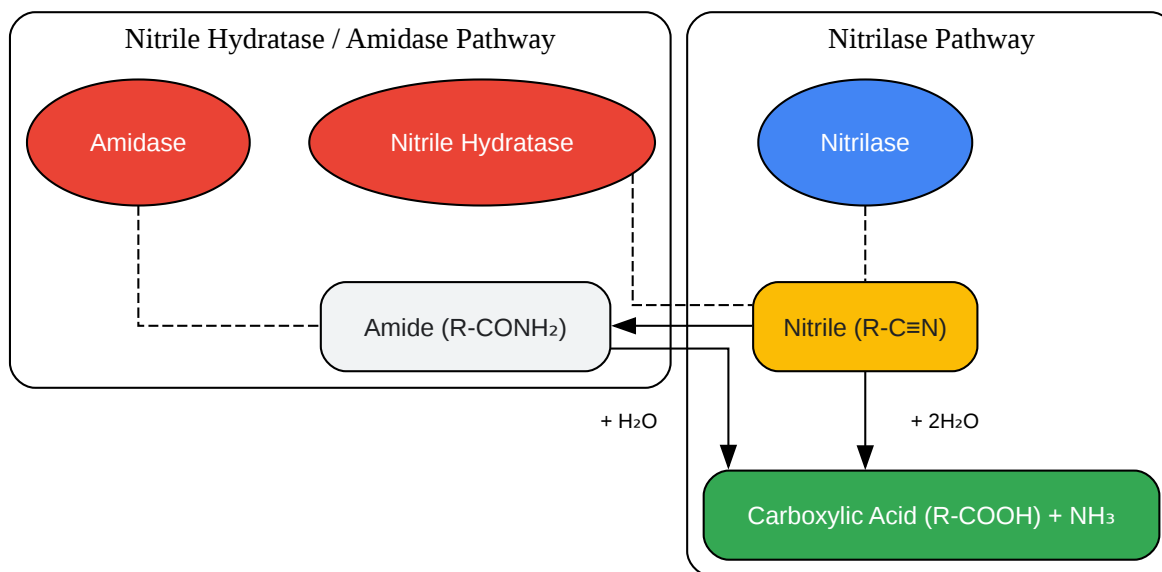 Nitrile Hydratase / Amidase Pathway
Nitrilase Pathway
Amidase
Nitrile Hydratase
Nitrilase
Amide (R-CONH₂)
Nitrile (R-C≡N)
+ H₂O
+ 2H₂O
Carboxylic Acid (R-COOH) + NH₃